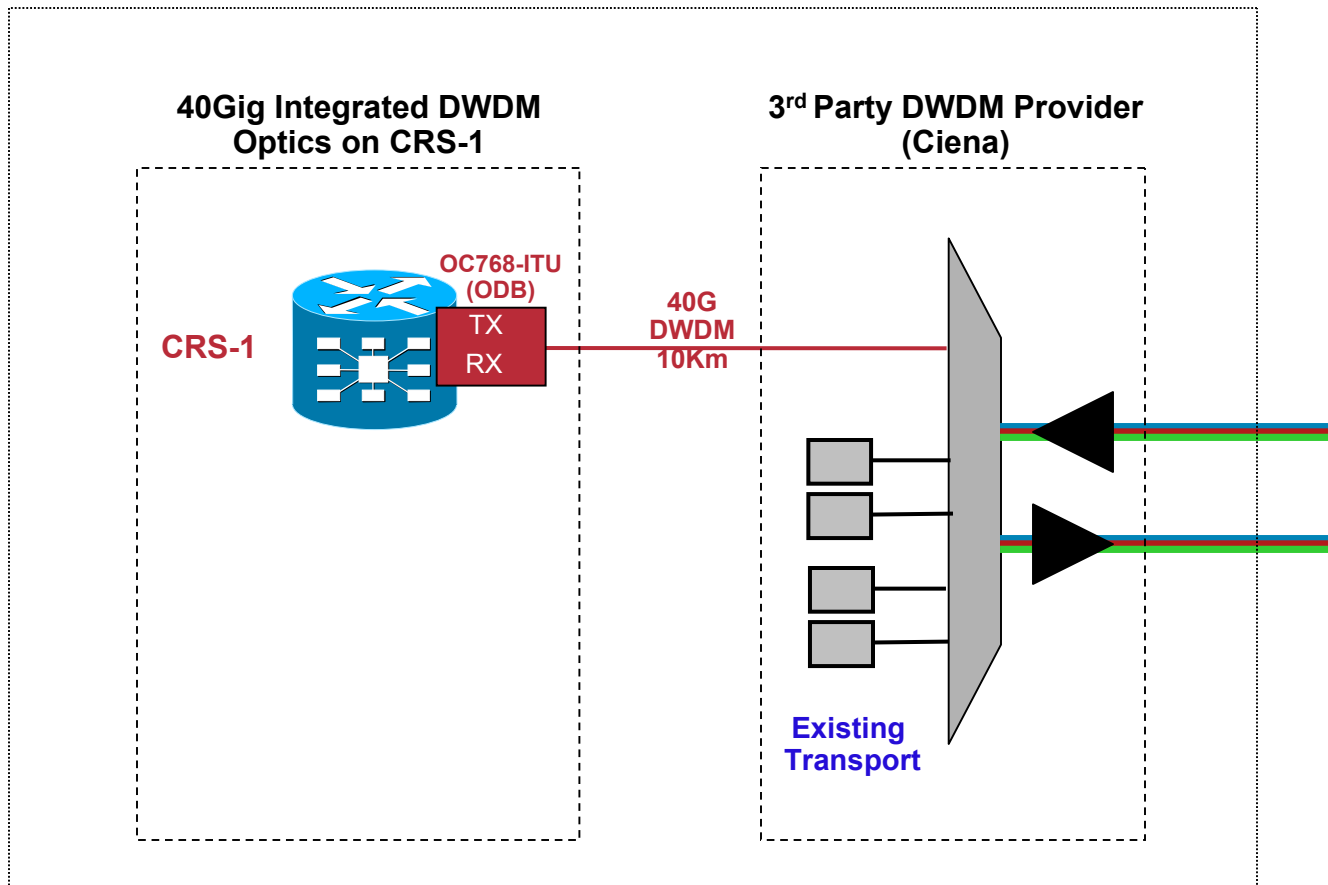 40Gig Integrated DWDM
Optics on CRS-1
3rd Party DWDM Provider
(Ciena)
OC768-ITU
(ODB)
TX
RX
CRS-1
40G
DWDM
10Km
Existing
Transport